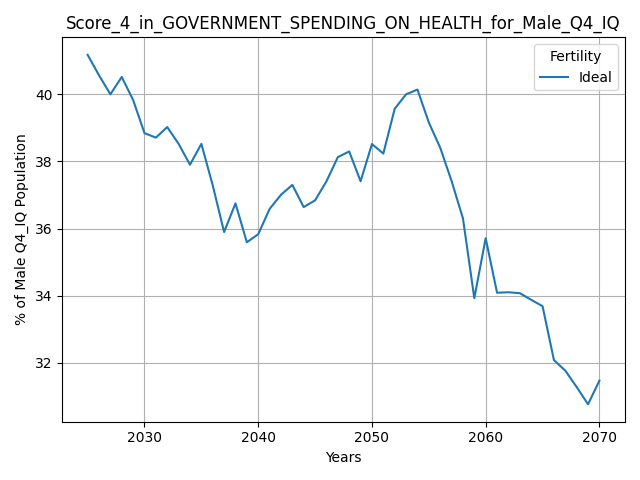 Score_4_in_GOVERNMENT_SPENDING_ON_HEALTH_for_Male_Q4_IQ
Fertility
Ideal
% of Male Q4_IQ Population
40
38
36
34
32
2030
2040
2050
2060
2070
Years